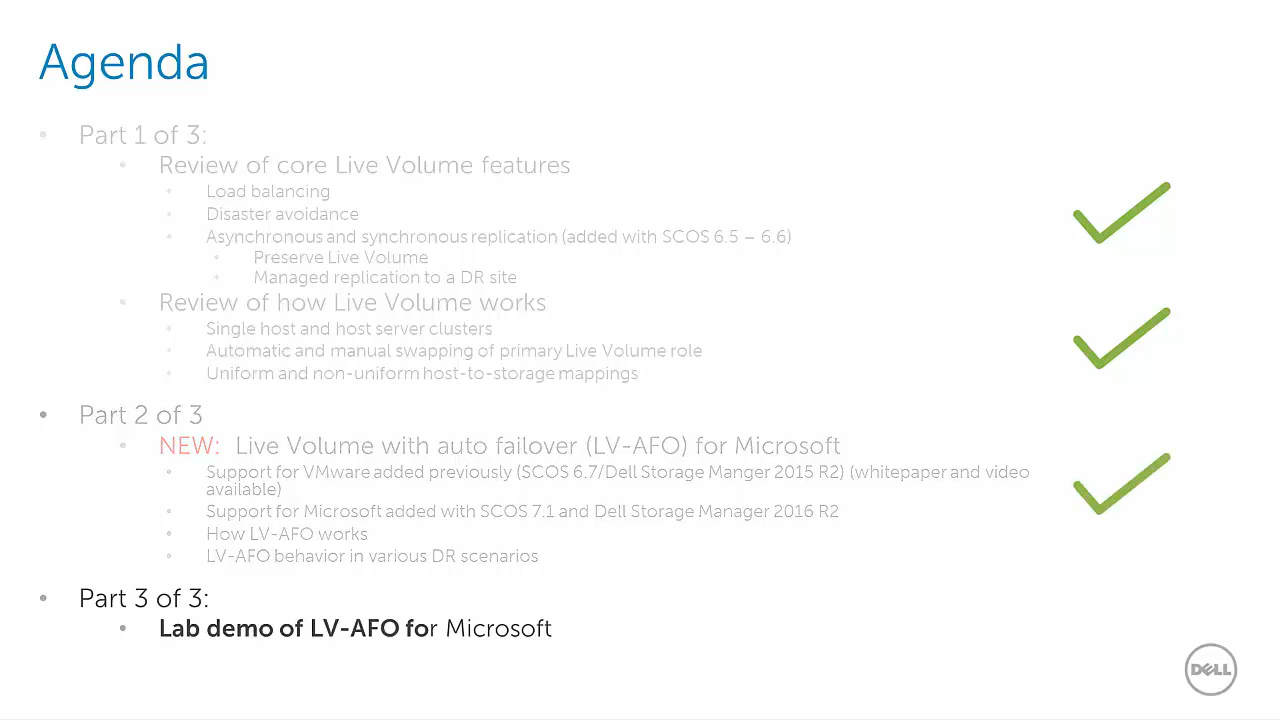 Agenda
• Part 1 of 3:
• Review of core Live Volume features
• Load balancing
• Disaster avoidance
• Asynchronous and synchronous replication (added with SCOS 6.5 – 6.6)
• Preserve Live Volume
• Managed replication to a DR site
• Review of how Live Volume works
• Single host and host server clusters
• Automatic and manual swapping of primary Live Volume role
• Uniform and non-uniform host-to-storage mappings
• Part 2 of 3
• NEW: Live Volume with auto failover (LV-AFO) for Microsoft
• Support for VMware added previously (SCOS 6.7/Dell Storage Manger 2015 R2) (whitepaper and video
available)
• Support for Microsoft added with SCOS 7.1 and Dell Storage Manager 2016 R2
• How LV-AFO works
• LV-AFO behavior in various DR scenarios
• Part 3 of 3:
• Lab demo of LV-AFO for Microsoft
DELL